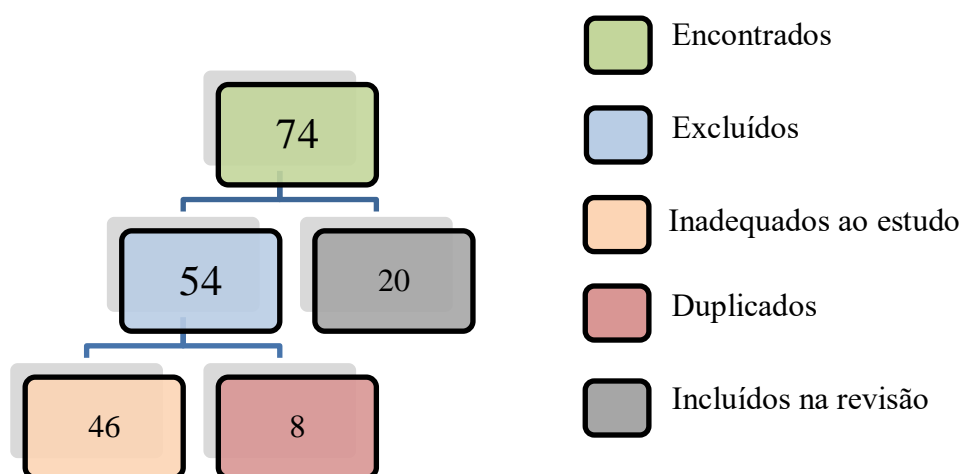 74
54
20
46
8
Encontrados
Excluídos
Inadequados ao estudo
Duplicados
Incluídos na revisão